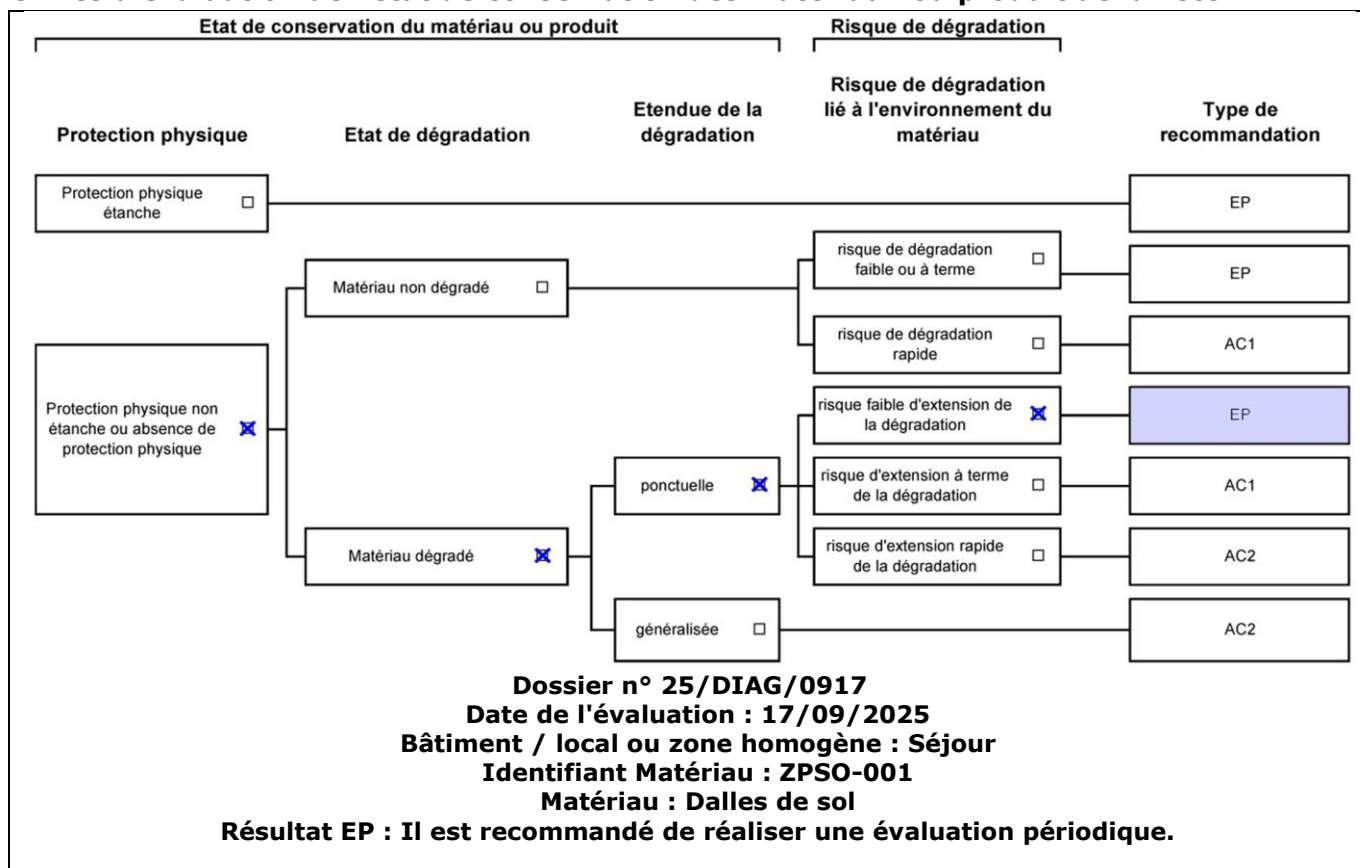 Etat de conservation du matériau ou produit
Risque de dégradation
Protection physique
Etat de dégradation
Etendue de la
dégradation
Risque de dégradation
lié à l'environnement du
matériau
Type de
recommandation
Protection physique
étanche
EP
risque de dégradation
faible ou à terme
EP
Matériau non dégradé
risque de dégradation
rapide
AC1
Protection physique non
étanche ou absence de
protection physique
risque faible d'extension de
la dégradation
EP
ponctuelle
risque d'extension à terme
de la dégradation
AC1
Matériau dégradé
risque d'extension rapide
de la dégradation
AC2
généralisée
AC2
Dossier n° 25/DIAG/0917
Date de l'évaluation : 17/09/2025
Bâtiment / local ou zone homogène : Séjour
Identifiant Matériau : ZPSO-001
Matériau : Dalles de sol
Résultat EP : Il est recommandé de réaliser une évaluation périodique.